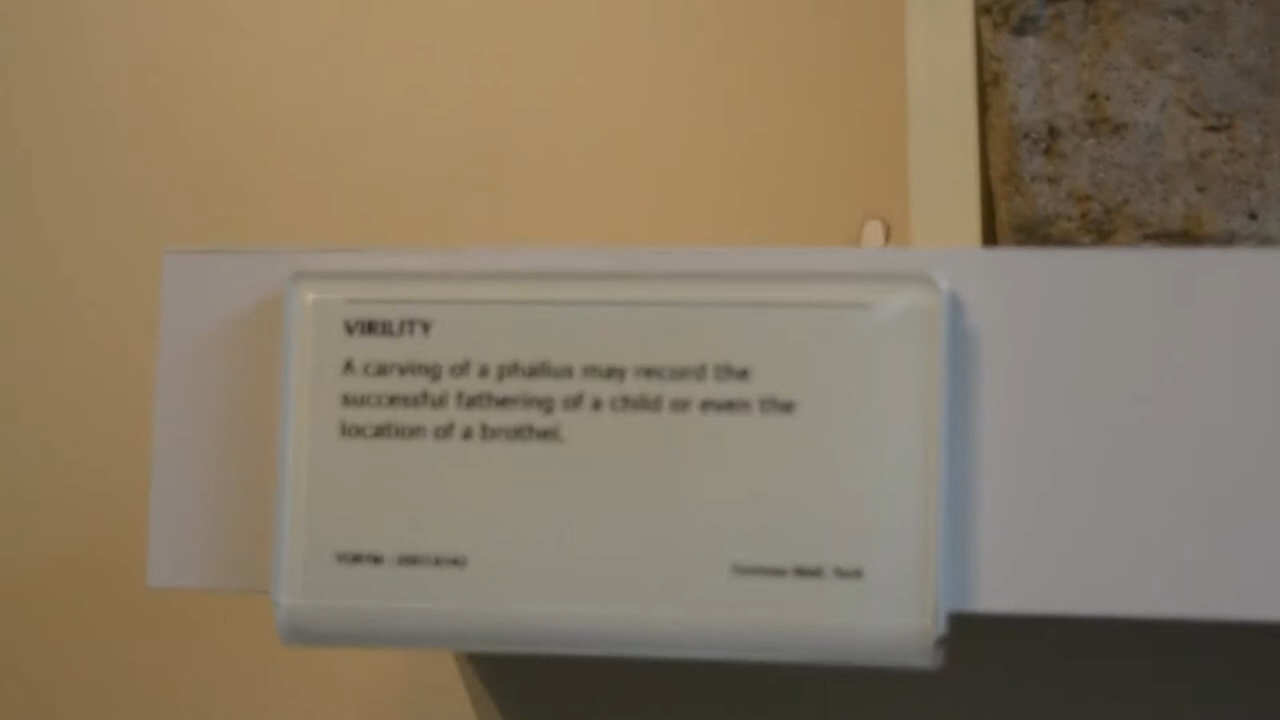 VIRILITY
A carving of a phallus may record the
successful fathering of a child or even the
location of a brothel.